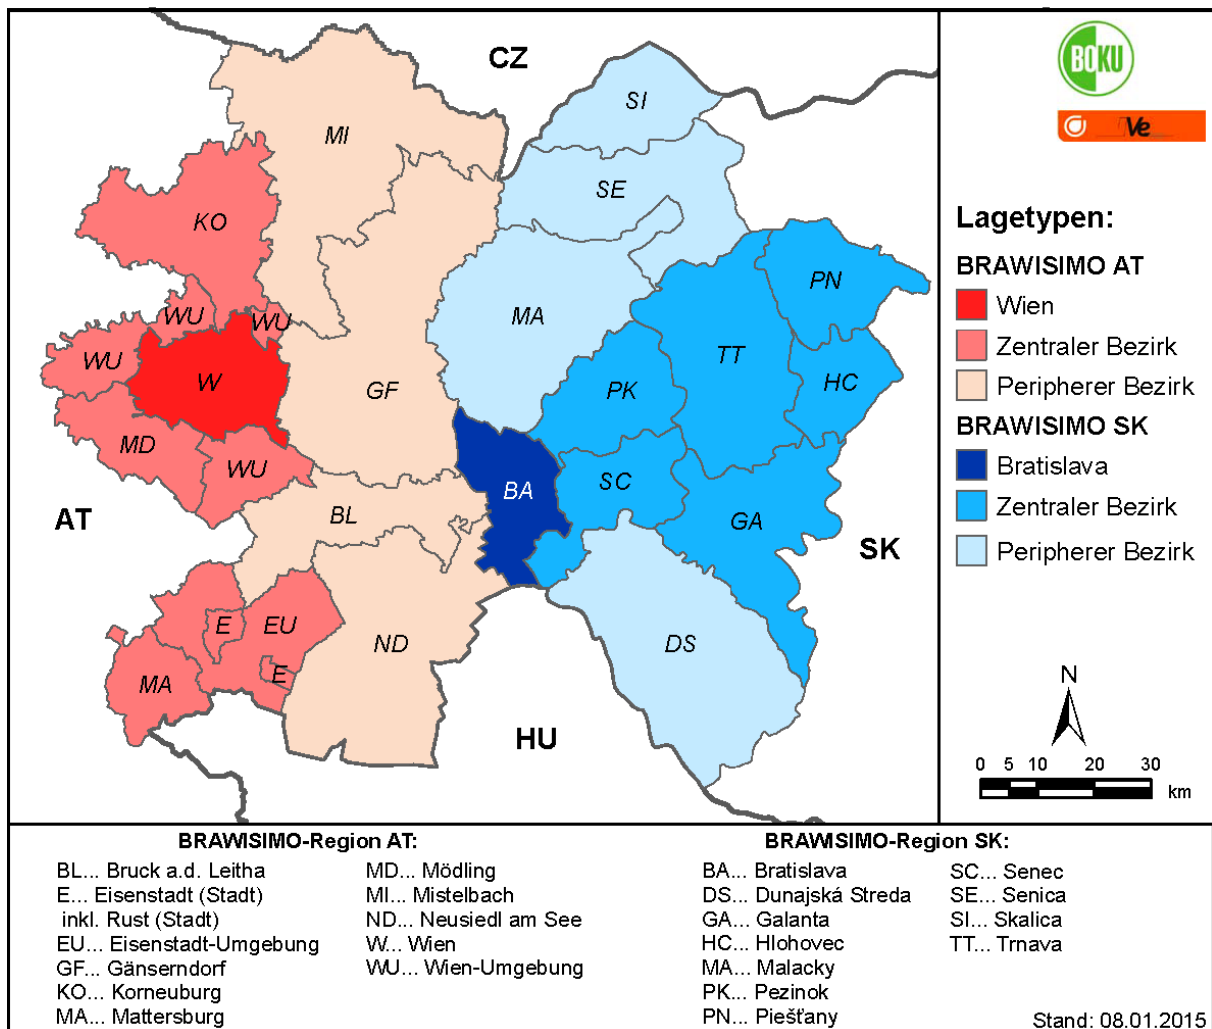 CZ
SI
MI
SE
KO
PN
WU
WU
MA
WU
TT
W
PK
HC
GF
MD
WU
SC
BA
BL
GA
AT
SK
E
EU
ND
DS
E
MA
HU
BOKU
Ve
Lagetypen:
BRAWISIMO AT
Wien
Zentraler Bezirk
Peripherer Bezirk
BRAWISIMO SK
Bratislava
Zentraler Bezirk
Peripherer Bezirk
N
0 5 10 20 30
km
BRAWISIMO-Region AT:
BL... Bruck a.d. Leitha
E... Eisenstadt (Stadt)
inkl. Rust (Stadt)
EU... Eisenstadt-Umgebung
GF... Gänserndorf
KO... Korneuburg
MA... Mattersburg
MD... Mödling
MI... Mistelbach
ND... Neusiedl am See
W... Wien
WU... Wien-Umgebung
BRAWISIMO-Region SK:
BA... Bratislava
DS... Dunajská Streda
GA... Galanta
HC... Hlohovec
MA... Malacky
PK... Pezinok
PN... Piešťany
SC... Senec
SE... Senica
SI... Skalica
TT... Trnava
Stand: 08.01.2015